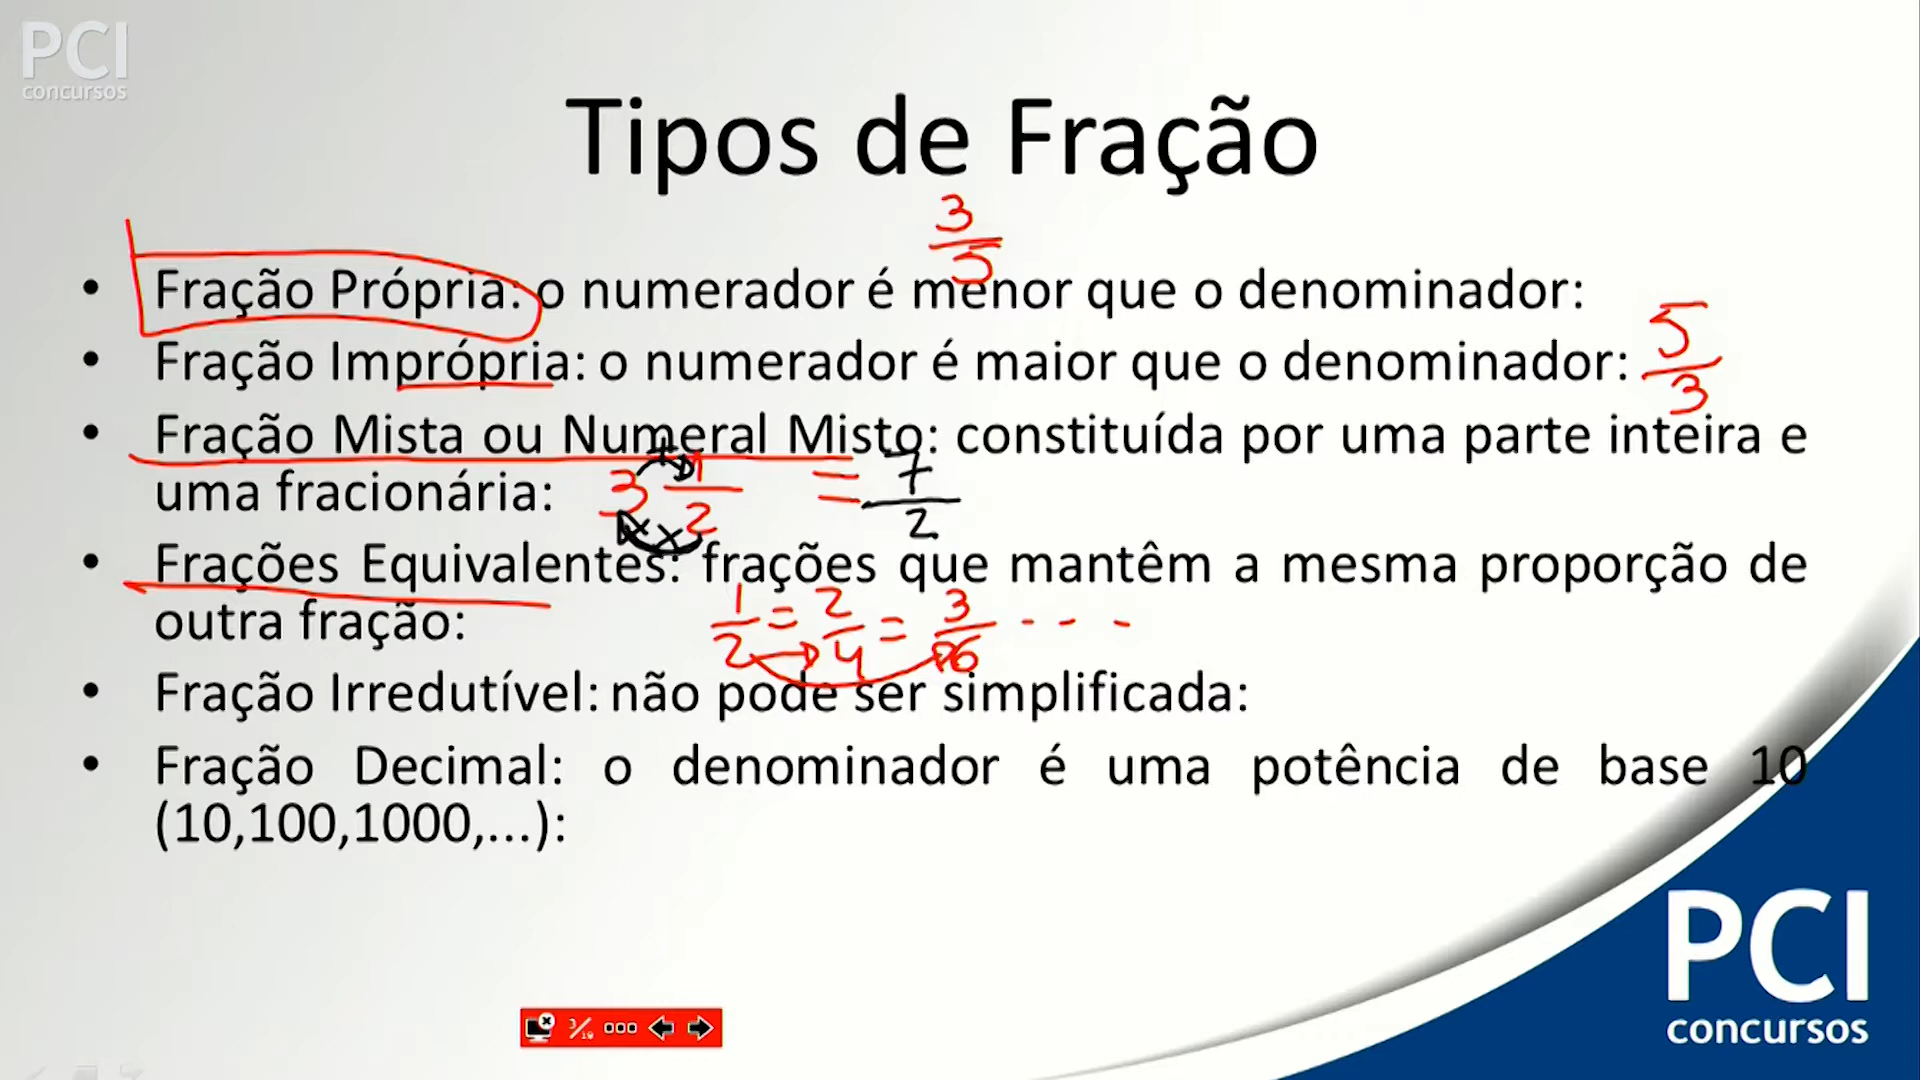 PCI
concursos
Tipos de Fração
3
5
• Fração Própria: o numerador é menor que o denominador:
• Fração Imprópria: o numerador é maior que o denominador: 5/3
• Fração Mista ou Numeral Misto: constituída por uma parte inteira e
uma fracionária: 3 1/2 = 7/2
• Frações Equivalentes: frações que mantêm a mesma proporção de
outra fração: 1/2 = 2/4 = 3/6 - - -
• Fração Irredutível: não pode ser simplificada:
• Fração Decimal: o denominador é uma potência de base 10
(10,100,1000,...):
PCI
concursos
3/19